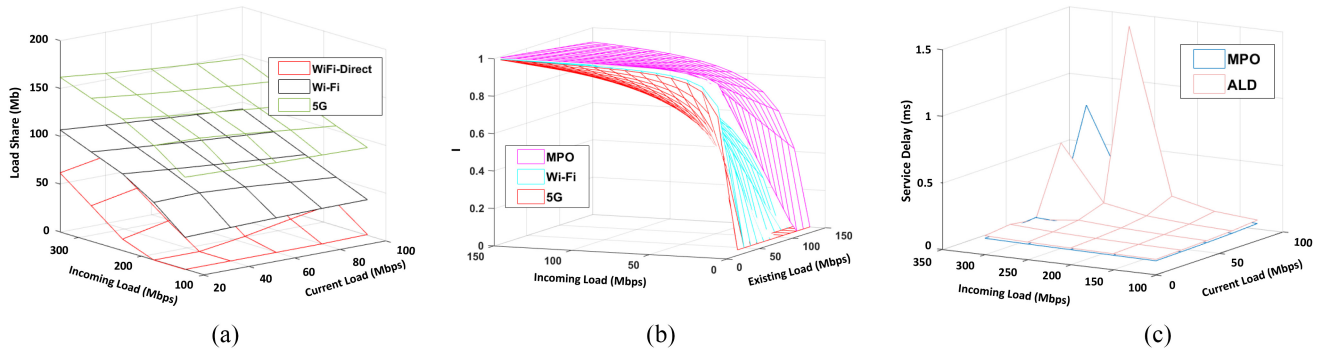 200
150
100
50
0
Load Share (Mb)
300
200
100
Incoming Load (Mbps)
20
40
60
80
100
Current Load (Mbps)
WiFi-Direct
Wi-Fi
5G
(a)
1
0.8
0.6
0.4
0.2
0
I
150
100
50
0
Incoming Load (Mbps)
0
50
100
150
Existing Load (Mbps)
MPO
Wi-Fi
5G
(b)
1.5
1
0.5
0
Service Delay (ms)
350
300
250
200
150
100
Incoming Load (Mbps)
0
50
100
Current Load (Mbps)
MPO
ALD
(c)